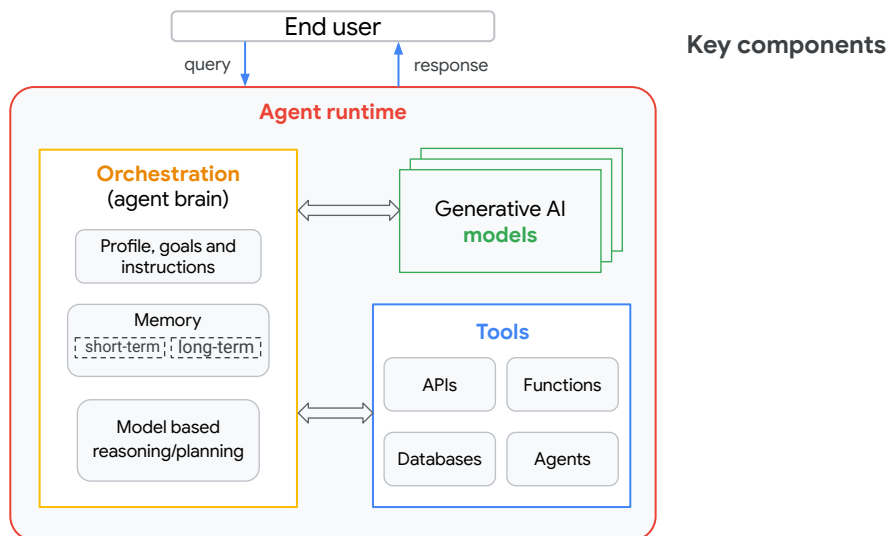 End user
Key components
query
response
Agent runtime
Orchestration
(agent brain)
Profile, goals and
instructions
Memory
short-term
long-term
Model based
reasoning/planning
Generative AI
models
Tools
APIs
Functions
Databases
Agents